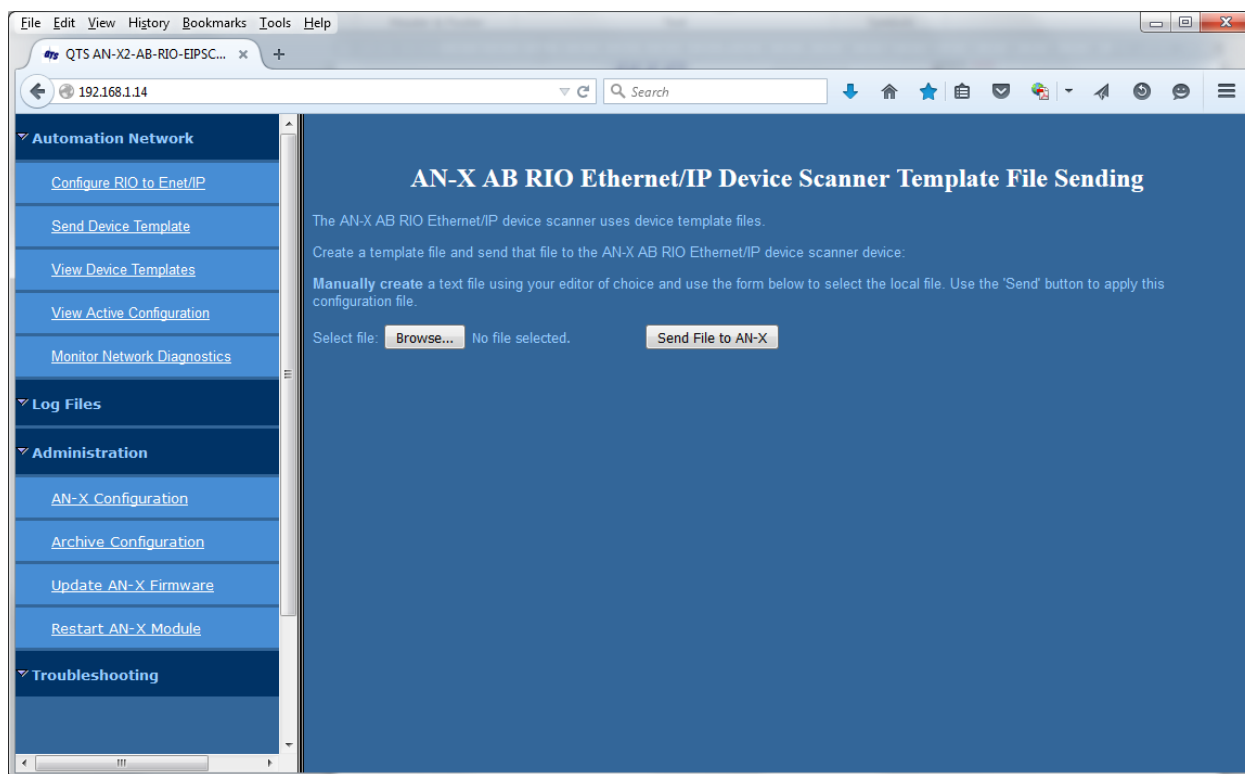 File Edit View History Bookmarks Tools Help
QTS AN-X2-AB-RIO-EIPSC...
192.168.1.14
Search
Automation Network
Configure RIO to Enet/IP
Send Device Template
View Device Templates
View Active Configuration
Monitor Network Diagnostics
Log Files
Administration
AN-X Configuration
Archive Configuration
Update AN-X Firmware
Restart AN-X Module
Troubleshooting
AN-X AB RIO Ethernet/IP Device Scanner Template File Sending
The AN-X AB RIO Ethernet/IP device scanner uses device template files.
Create a template file and send that file to the AN-X AB RIO Ethernet/IP device scanner device:
Manually create a text file using your editor of choice and use the form below to select the local file. Use the 'Send' button to apply this
configuration file.
Select file: Browse... No file selected. Send File to AN-X